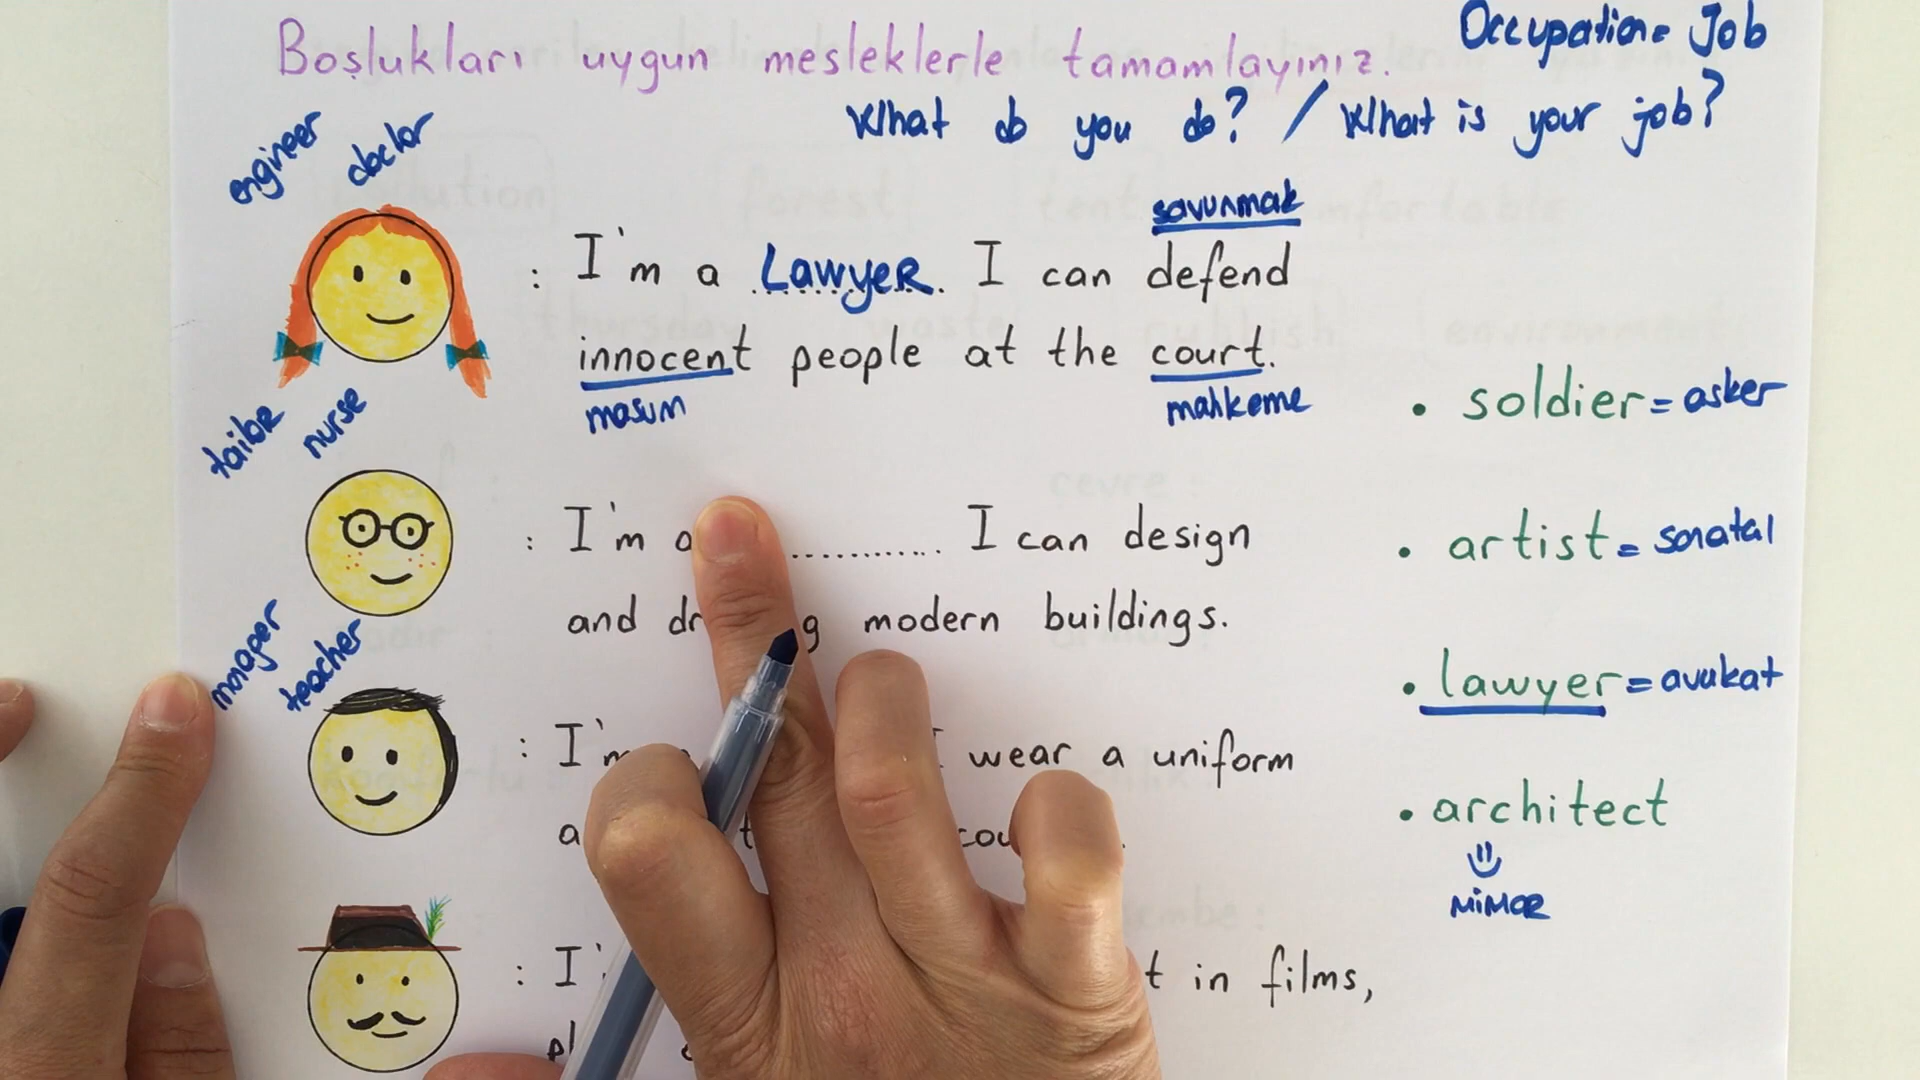 Boşlukları uygun mesleklerle tamamlayınız.
Occupation = Job
What do you do? / What is your job?
engineer
doctor
savunmak
: I'm a Lawyer. I can defend
innocent people at the court.
masum
mahkeme
tailor
nurse
: I'm a ............ I can design
and modern buildings.
manager
teacher
: I'm I wear a uniform
: I' in films,
• soldier = asker
• artist = sanatçı
• lawyer = avukat
• architect
mimar